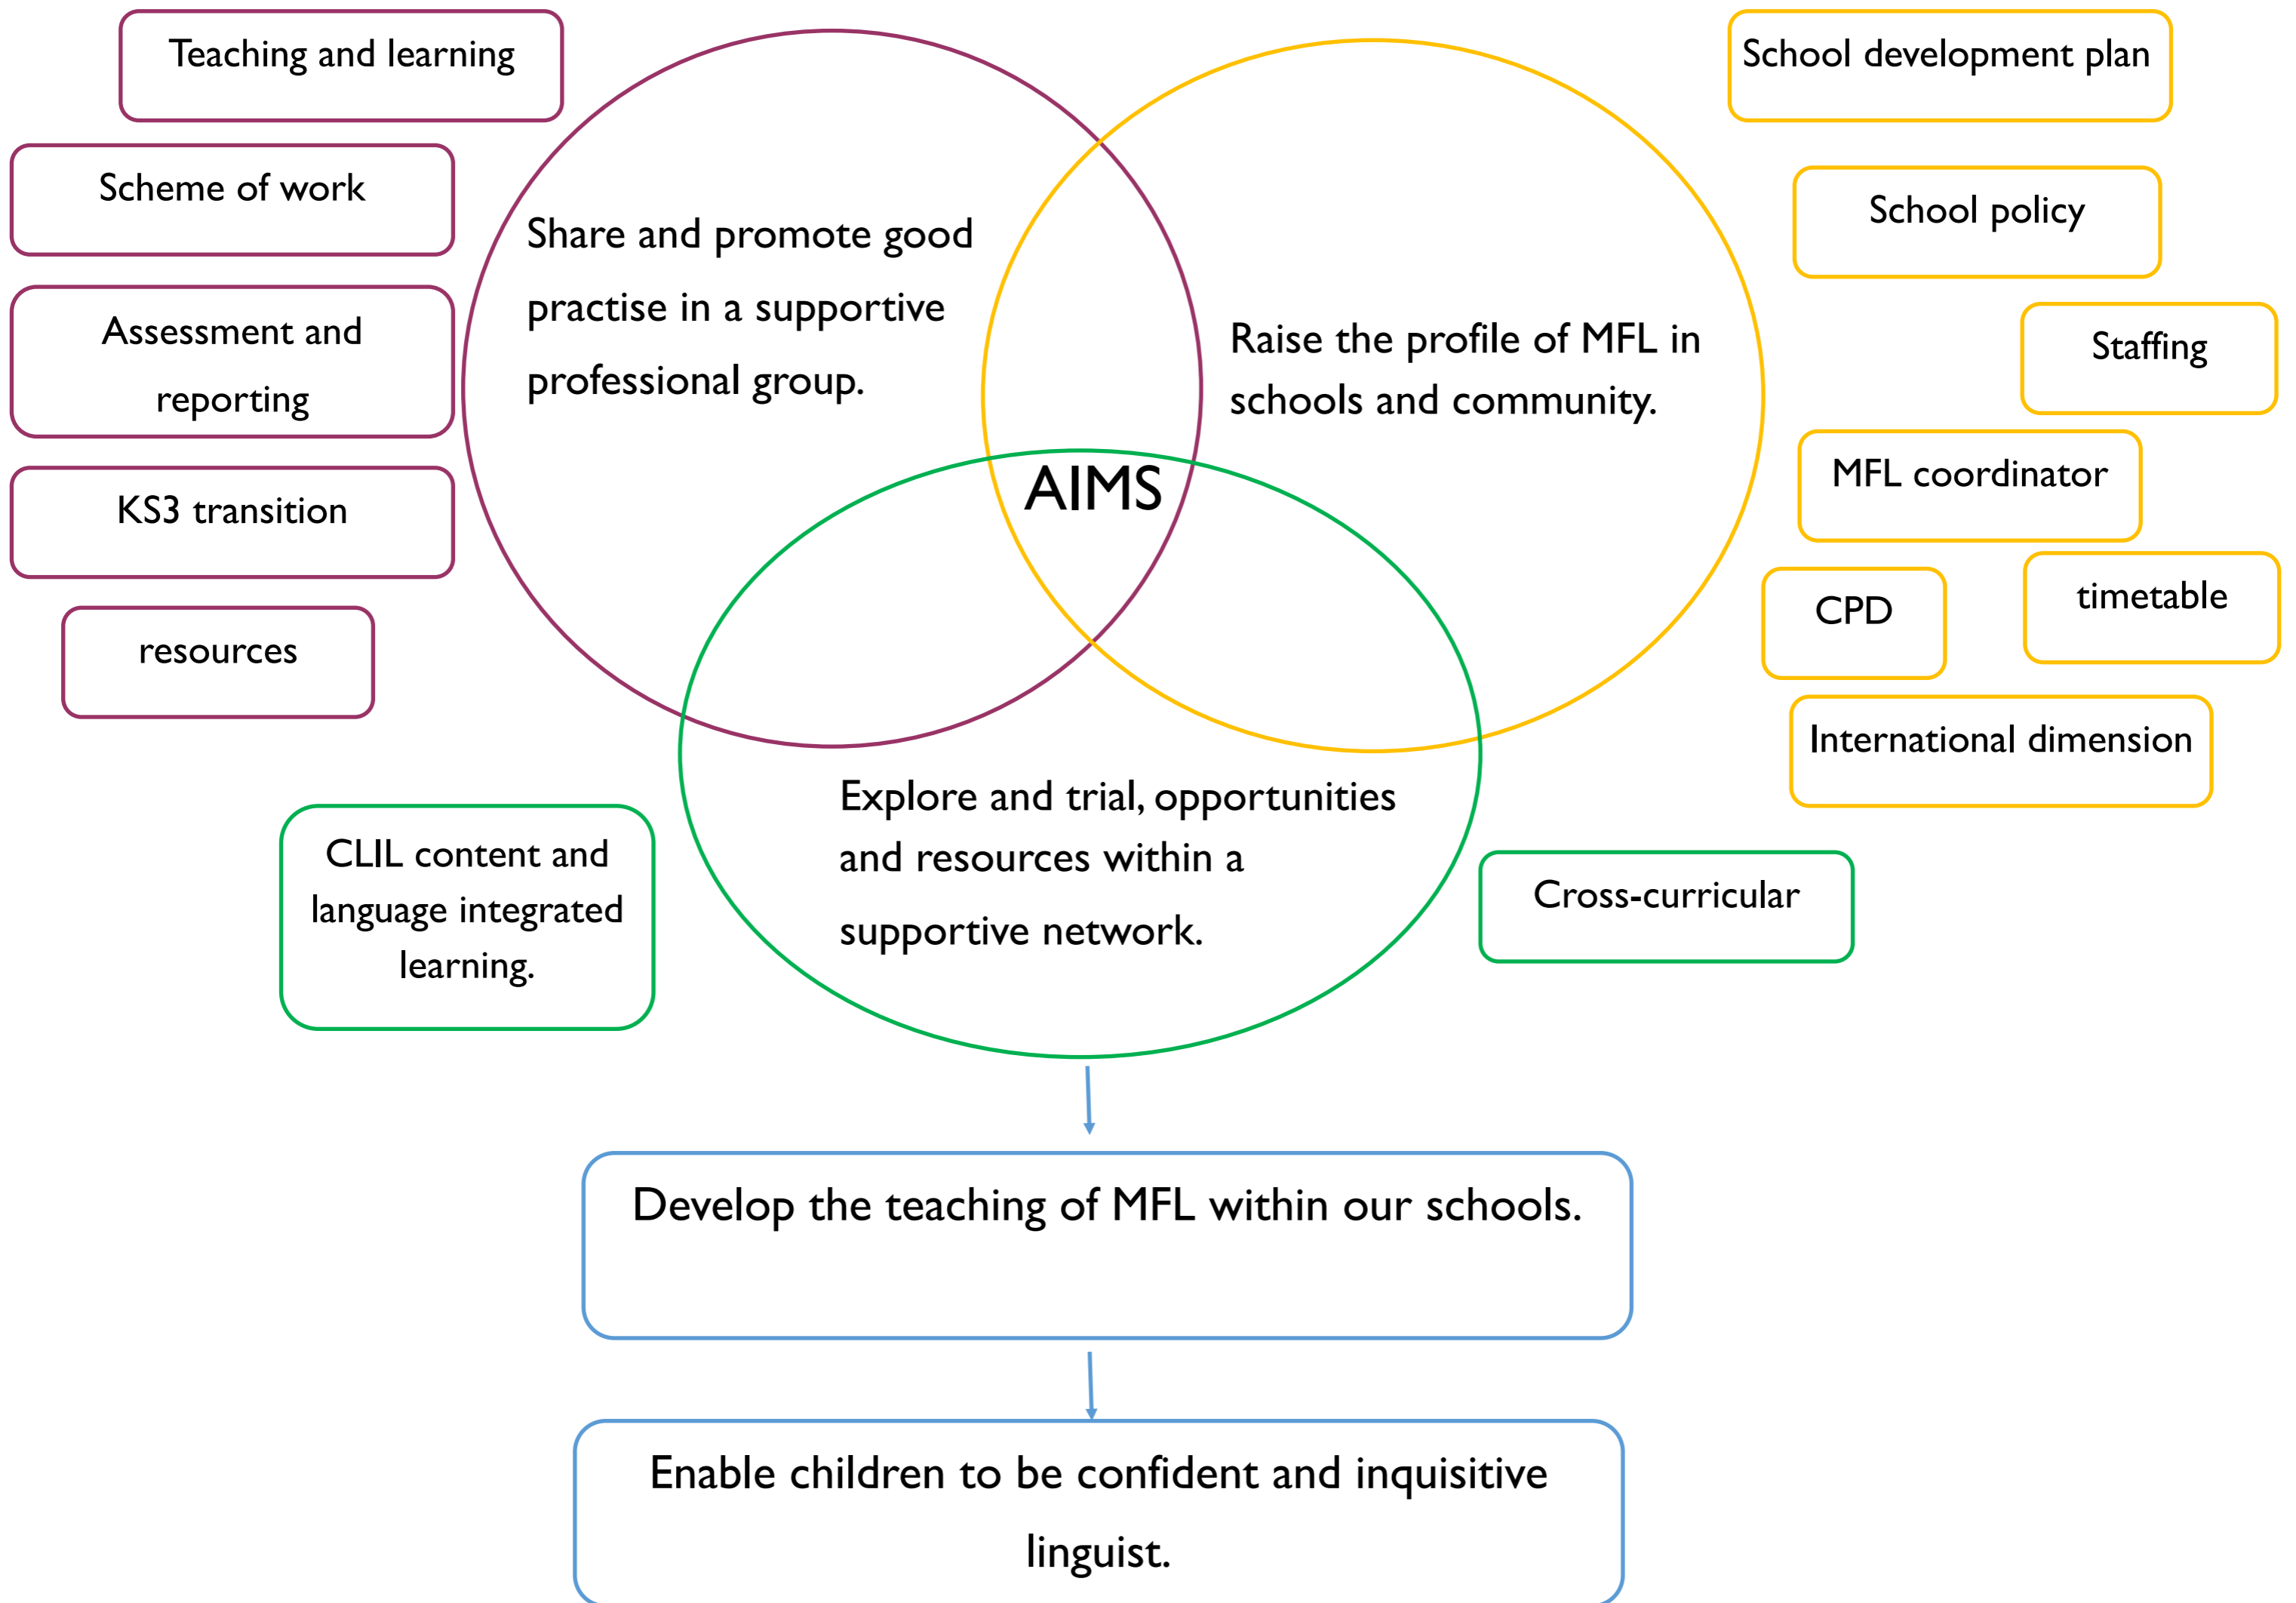 Teaching and learning
Scheme of work
Assessment and
reporting
KS3 transition
resources
Share and promote good
practise in a supportive
professional group.
Raise the profile of MFL in
schools and community.
AIMS
Explore and trial, opportunities
and resources within a
supportive network.
School development plan
School policy
Staffing
MFL coordinator
CPD
timetable
International dimension
CLIL content and
language integrated
learning.
Cross-curricular
Develop the teaching of MFL within our schools.
Enable children to be confident and inquisitive
linguist.